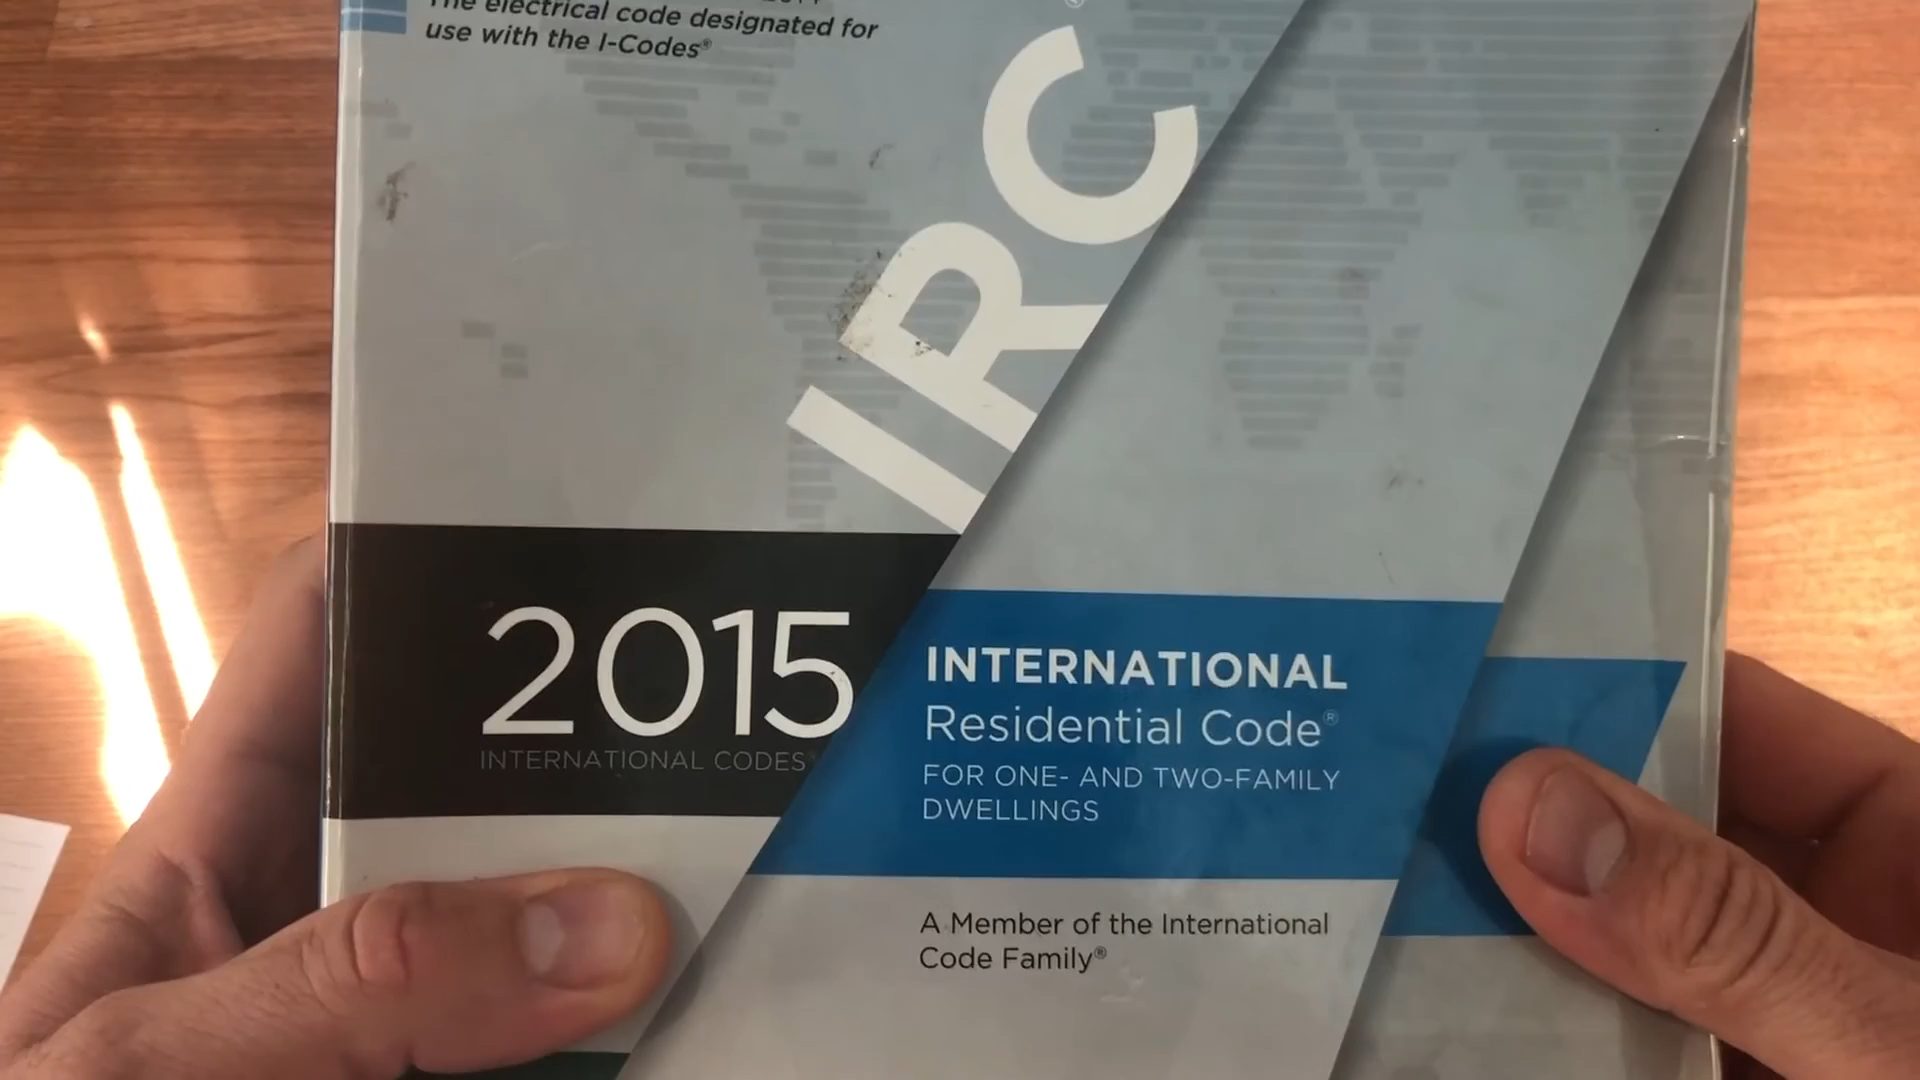 The electrical code designated for
use with the I-Codes®
IRC
®
2015
INTERNATIONAL CODES
INTERNATIONAL
Residential Code®
FOR ONE- AND TWO-FAMILY
DWELLINGS
A Member of the International
Code Family®